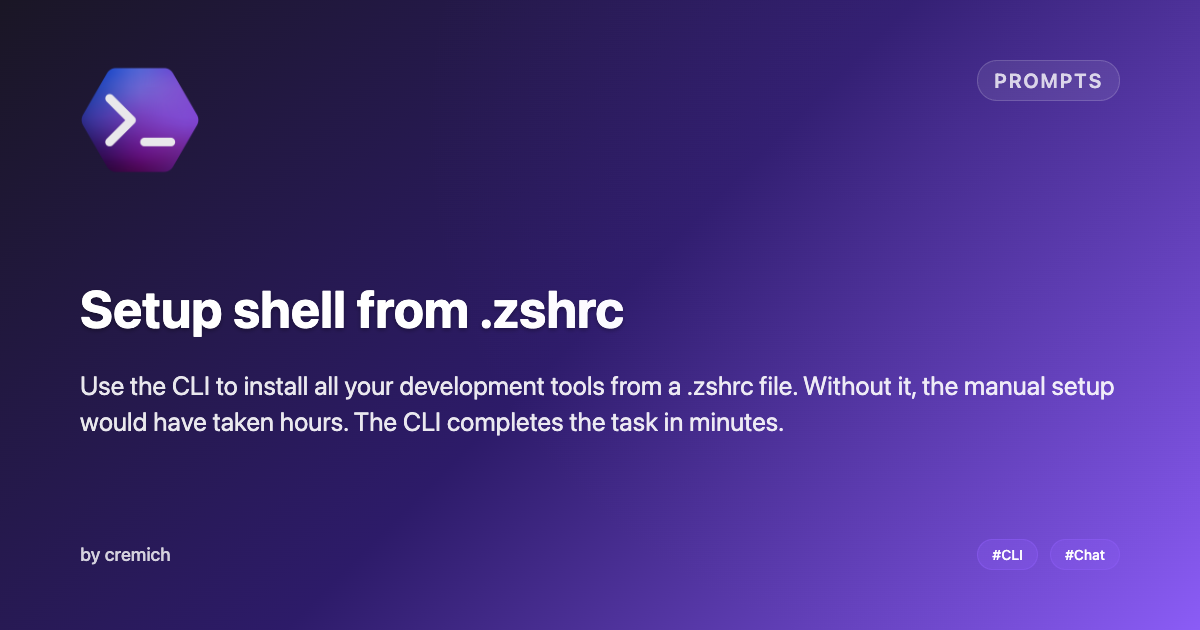 PROMPTS
Setup shell from .zshrc
Use the CLI to install all your development tools from a .zshrc file. Without it, the manual setup
would have taken hours. The CLI completes the task in minutes.
by cremich
#CLI
#Chat